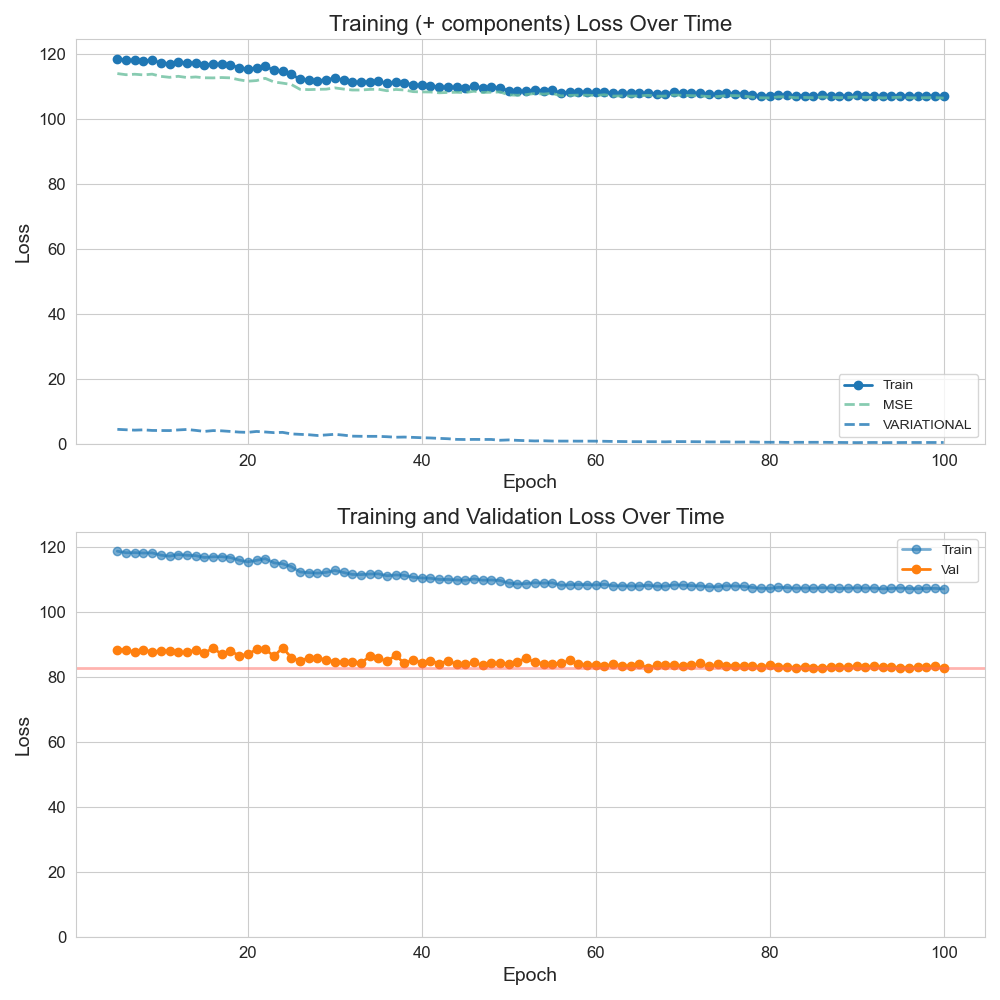 Training (+ components) Loss Over Time
120
100
80
60
40
20
0
Loss
Train
MSE
VARIATIONAL
20 40 60 80 100
Epoch
Training and Validation Loss Over Time
120
100
80
60
40
20
0
Loss
Train
Val
20 40 60 80 100
Epoch